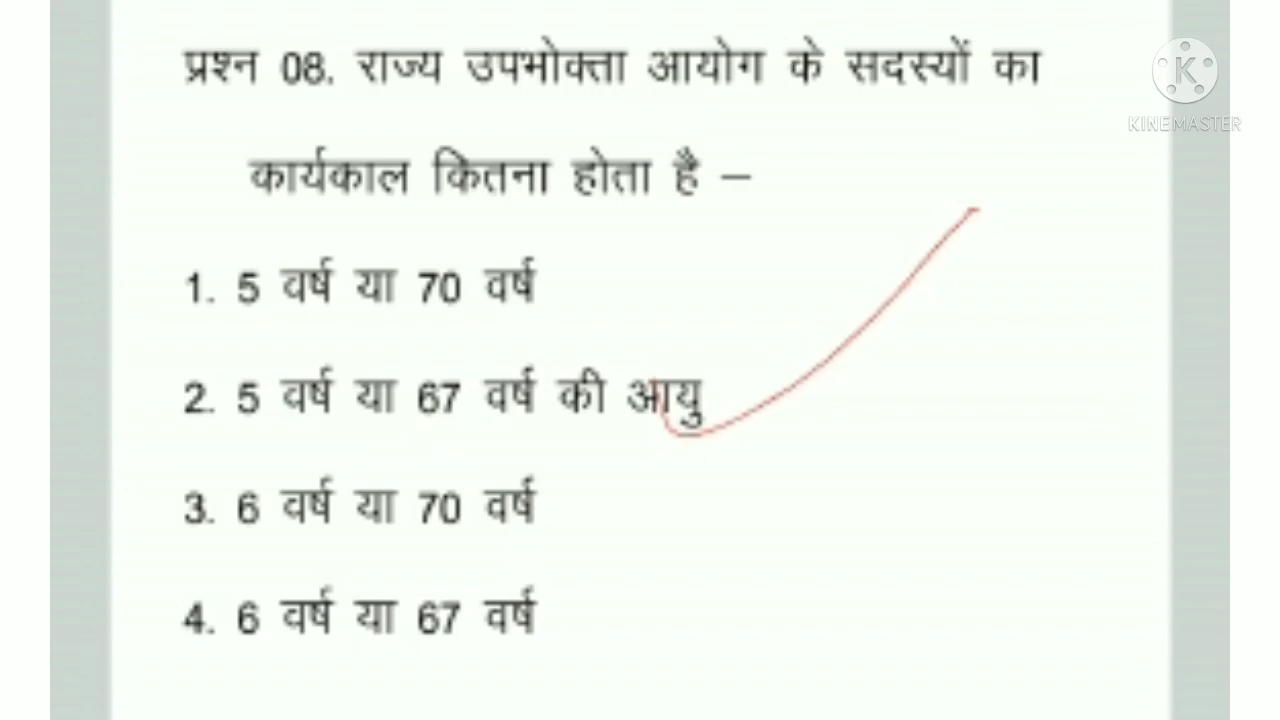 प्रश्न 08. राज्य उपभोक्ता आयोग के सदस्यों का
कार्यकाल कितना होता है –
1. 5 वर्ष या 70 वर्ष
2. 5 वर्ष या 67 वर्ष की आयु
3. 6 वर्ष या 70 वर्ष
4. 6 वर्ष या 67 वर्ष
K
KINEMASTER